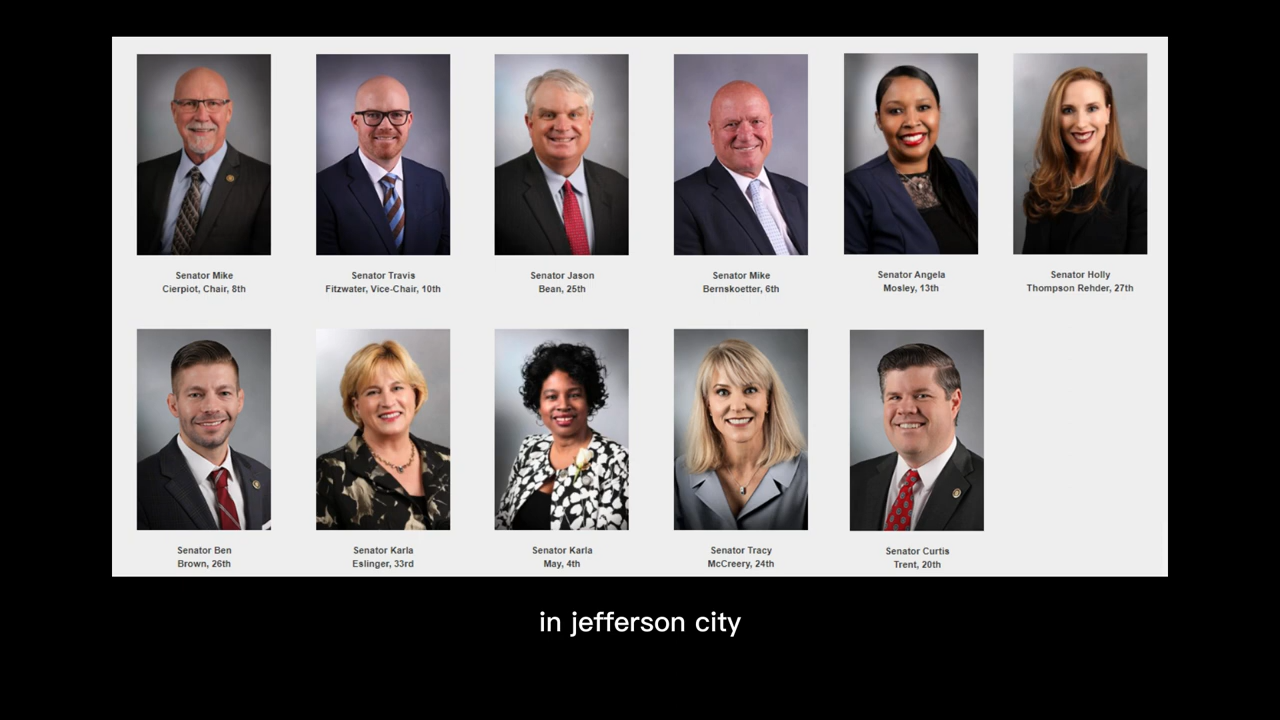 Senator Mike
Cierpiot, Chair, 8th
Senator Travis
Fitzwater, Vice-Chair, 10th
Senator Jason
Bean, 25th
Senator Mike
Bernskoetter, 6th
Senator Angela
Mosley, 13th
Senator Holly
Thompson Rehder, 27th
Senator Ben
Brown, 26th
Senator Karla
Eslinger, 33rd
Senator Karla
May, 4th
Senator Tracy
McCreery, 24th
Senator Curtis
Trent, 20th
in jefferson city